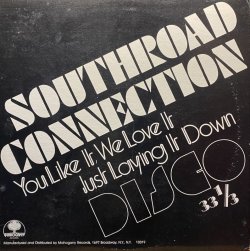 SOUTHROAD
CONNECTION
You Like It We Love It
Just Laying It Down
DISCO
33 1/3
Manufactured and Distributed by Mahogany Records, 1697 Broadway, N.Y., N.Y. 10019